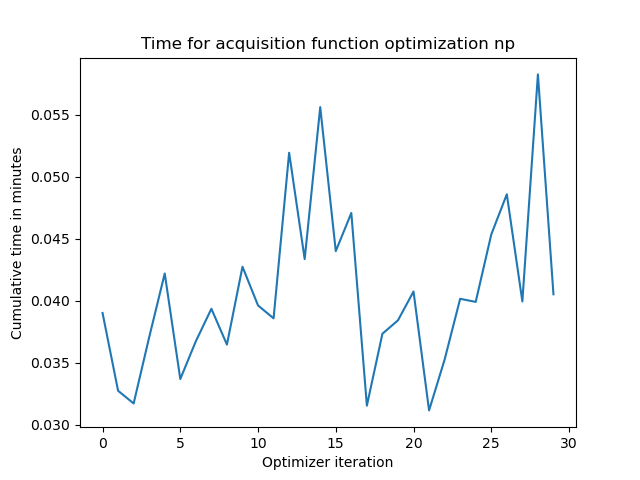 Time for acquisition function optimization np
Cumulative time in minutes
0.055
0.050
0.045
0.040
0.035
0.030
0 5 10 15 20 25 30
Optimizer iteration